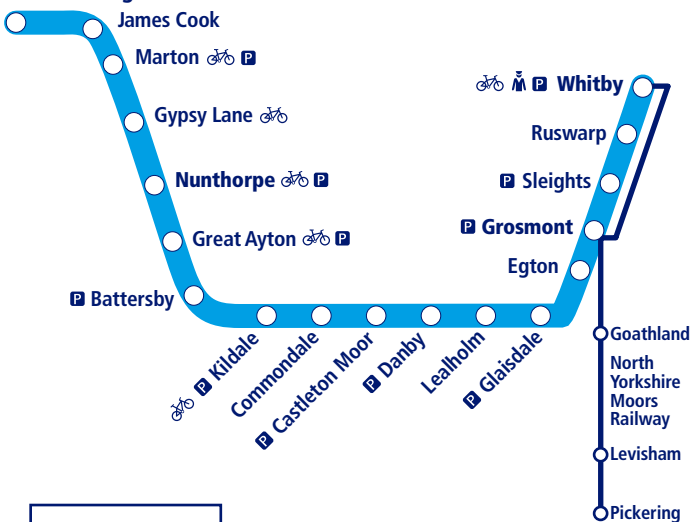 James Cook
Marton P
Gypsy Lane
Nunthorpe P
Great Ayton P
P Battersby
P Kildale
Commondale
P Castleton Moor
P Danby
Lealholm
P Glaisdale
P Whitby
Ruswarp
P Sleights
P Grosmont
Egton
Goathland
North
Yorkshire
Moors
Railway
Levisham
Pickering